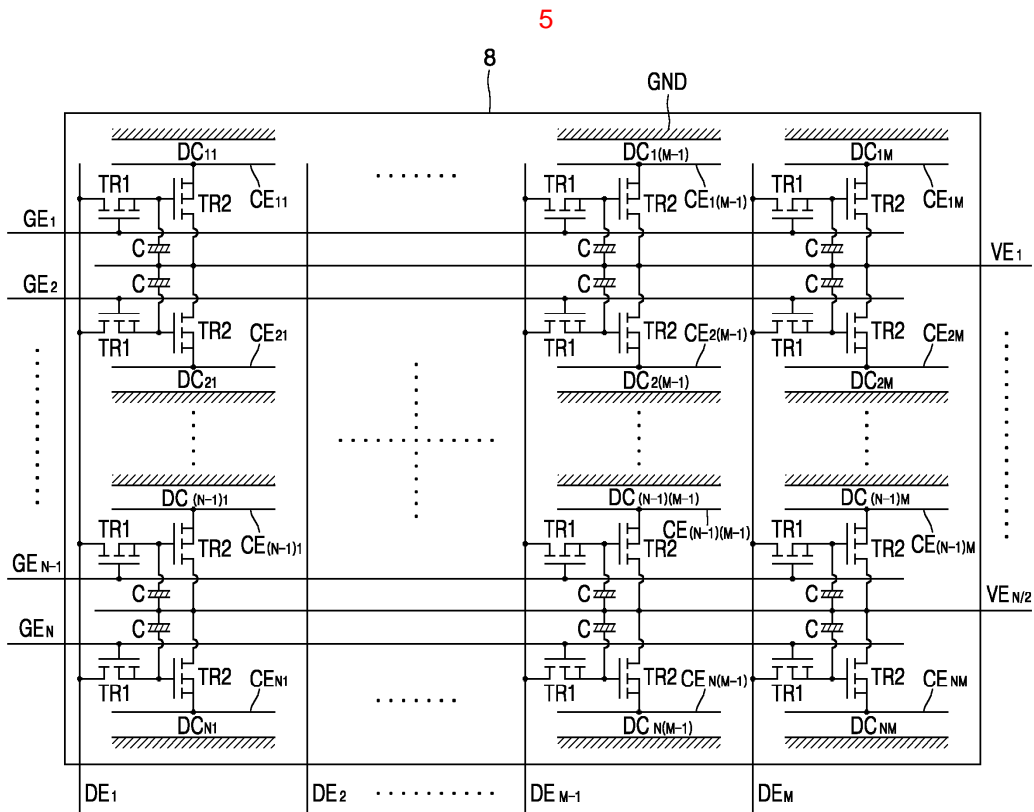 5
8
GND
DC11 DC1(M-1) DC1M
TR1 TR2 CE11 TR1 TR2 CE1(M-1) TR1 TR2 CE1M
GE1
C C C
VE1
C C C
GE2
TR1 TR2 CE21 TR1 TR2 CE2(M-1) TR1 TR2 CE2M
DC21 DC2(M-1) DC2M
DC(N-1)1 DC(N-1)(M-1) DC(N-1)M
TR1 TR2 CE(N-1)1 TR1 TR2 CE(N-1)(M-1) TR1 TR2 CE(N-1)M
GEN-1
C C C
VEN/2
C C C
GEN
TR1 TR2 CEN1 TR1 TR2 CEN(M-1) TR1 TR2 CENM
DCN1 DCN(M-1) DCNM
DE1 DE2 DEM-1 DEM